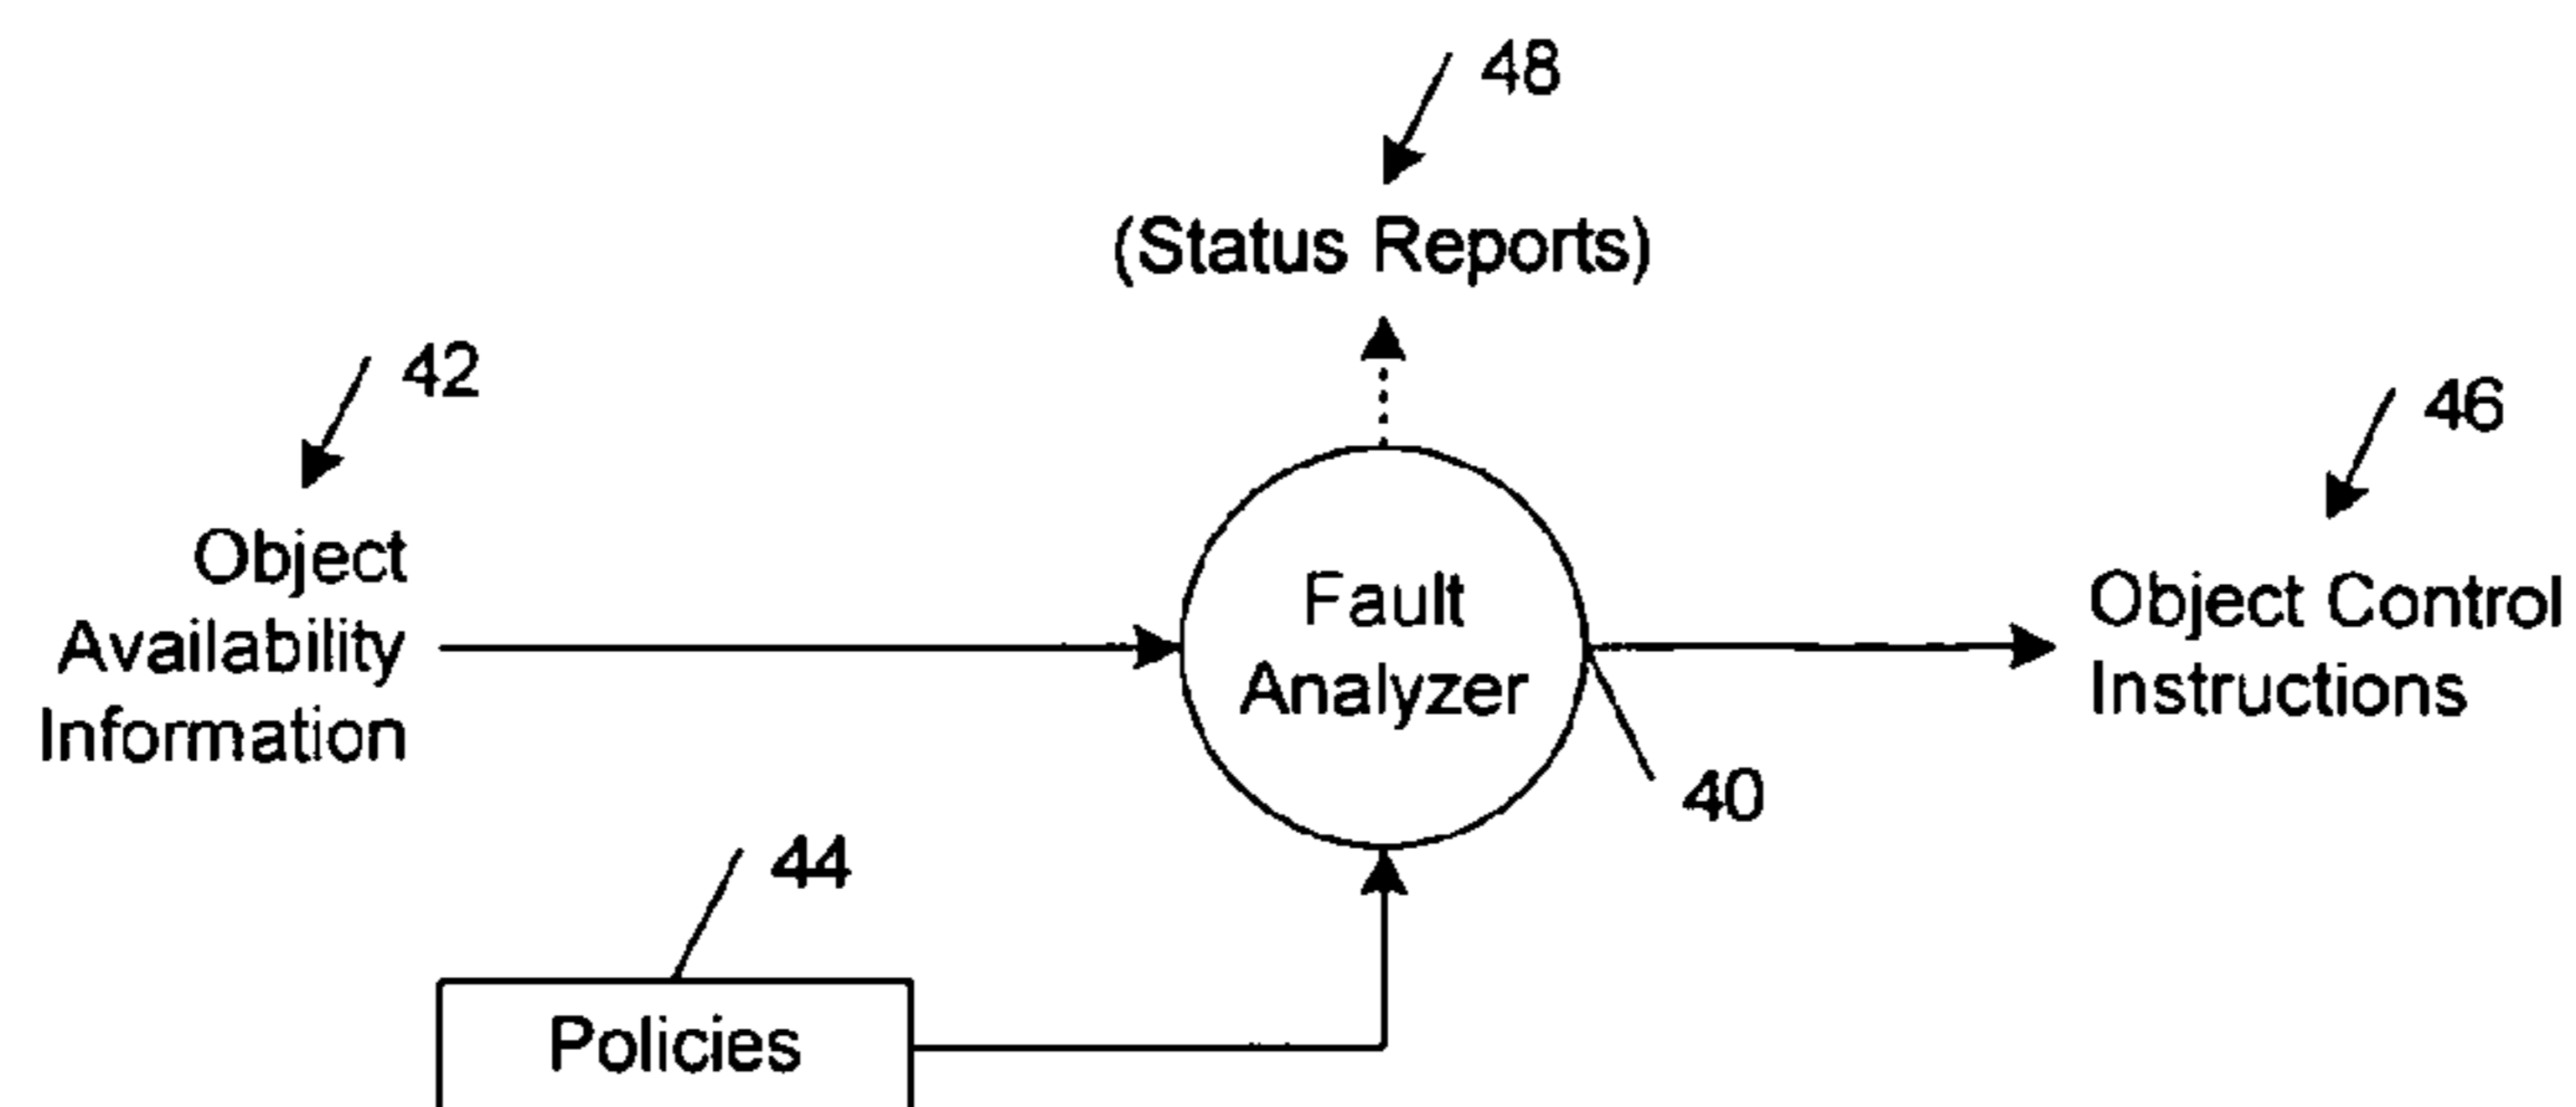 48
(Status Reports)
42
46
Object
Availability
Information
Fault
Analyzer
Object Control
Instructions
40
44
Policies